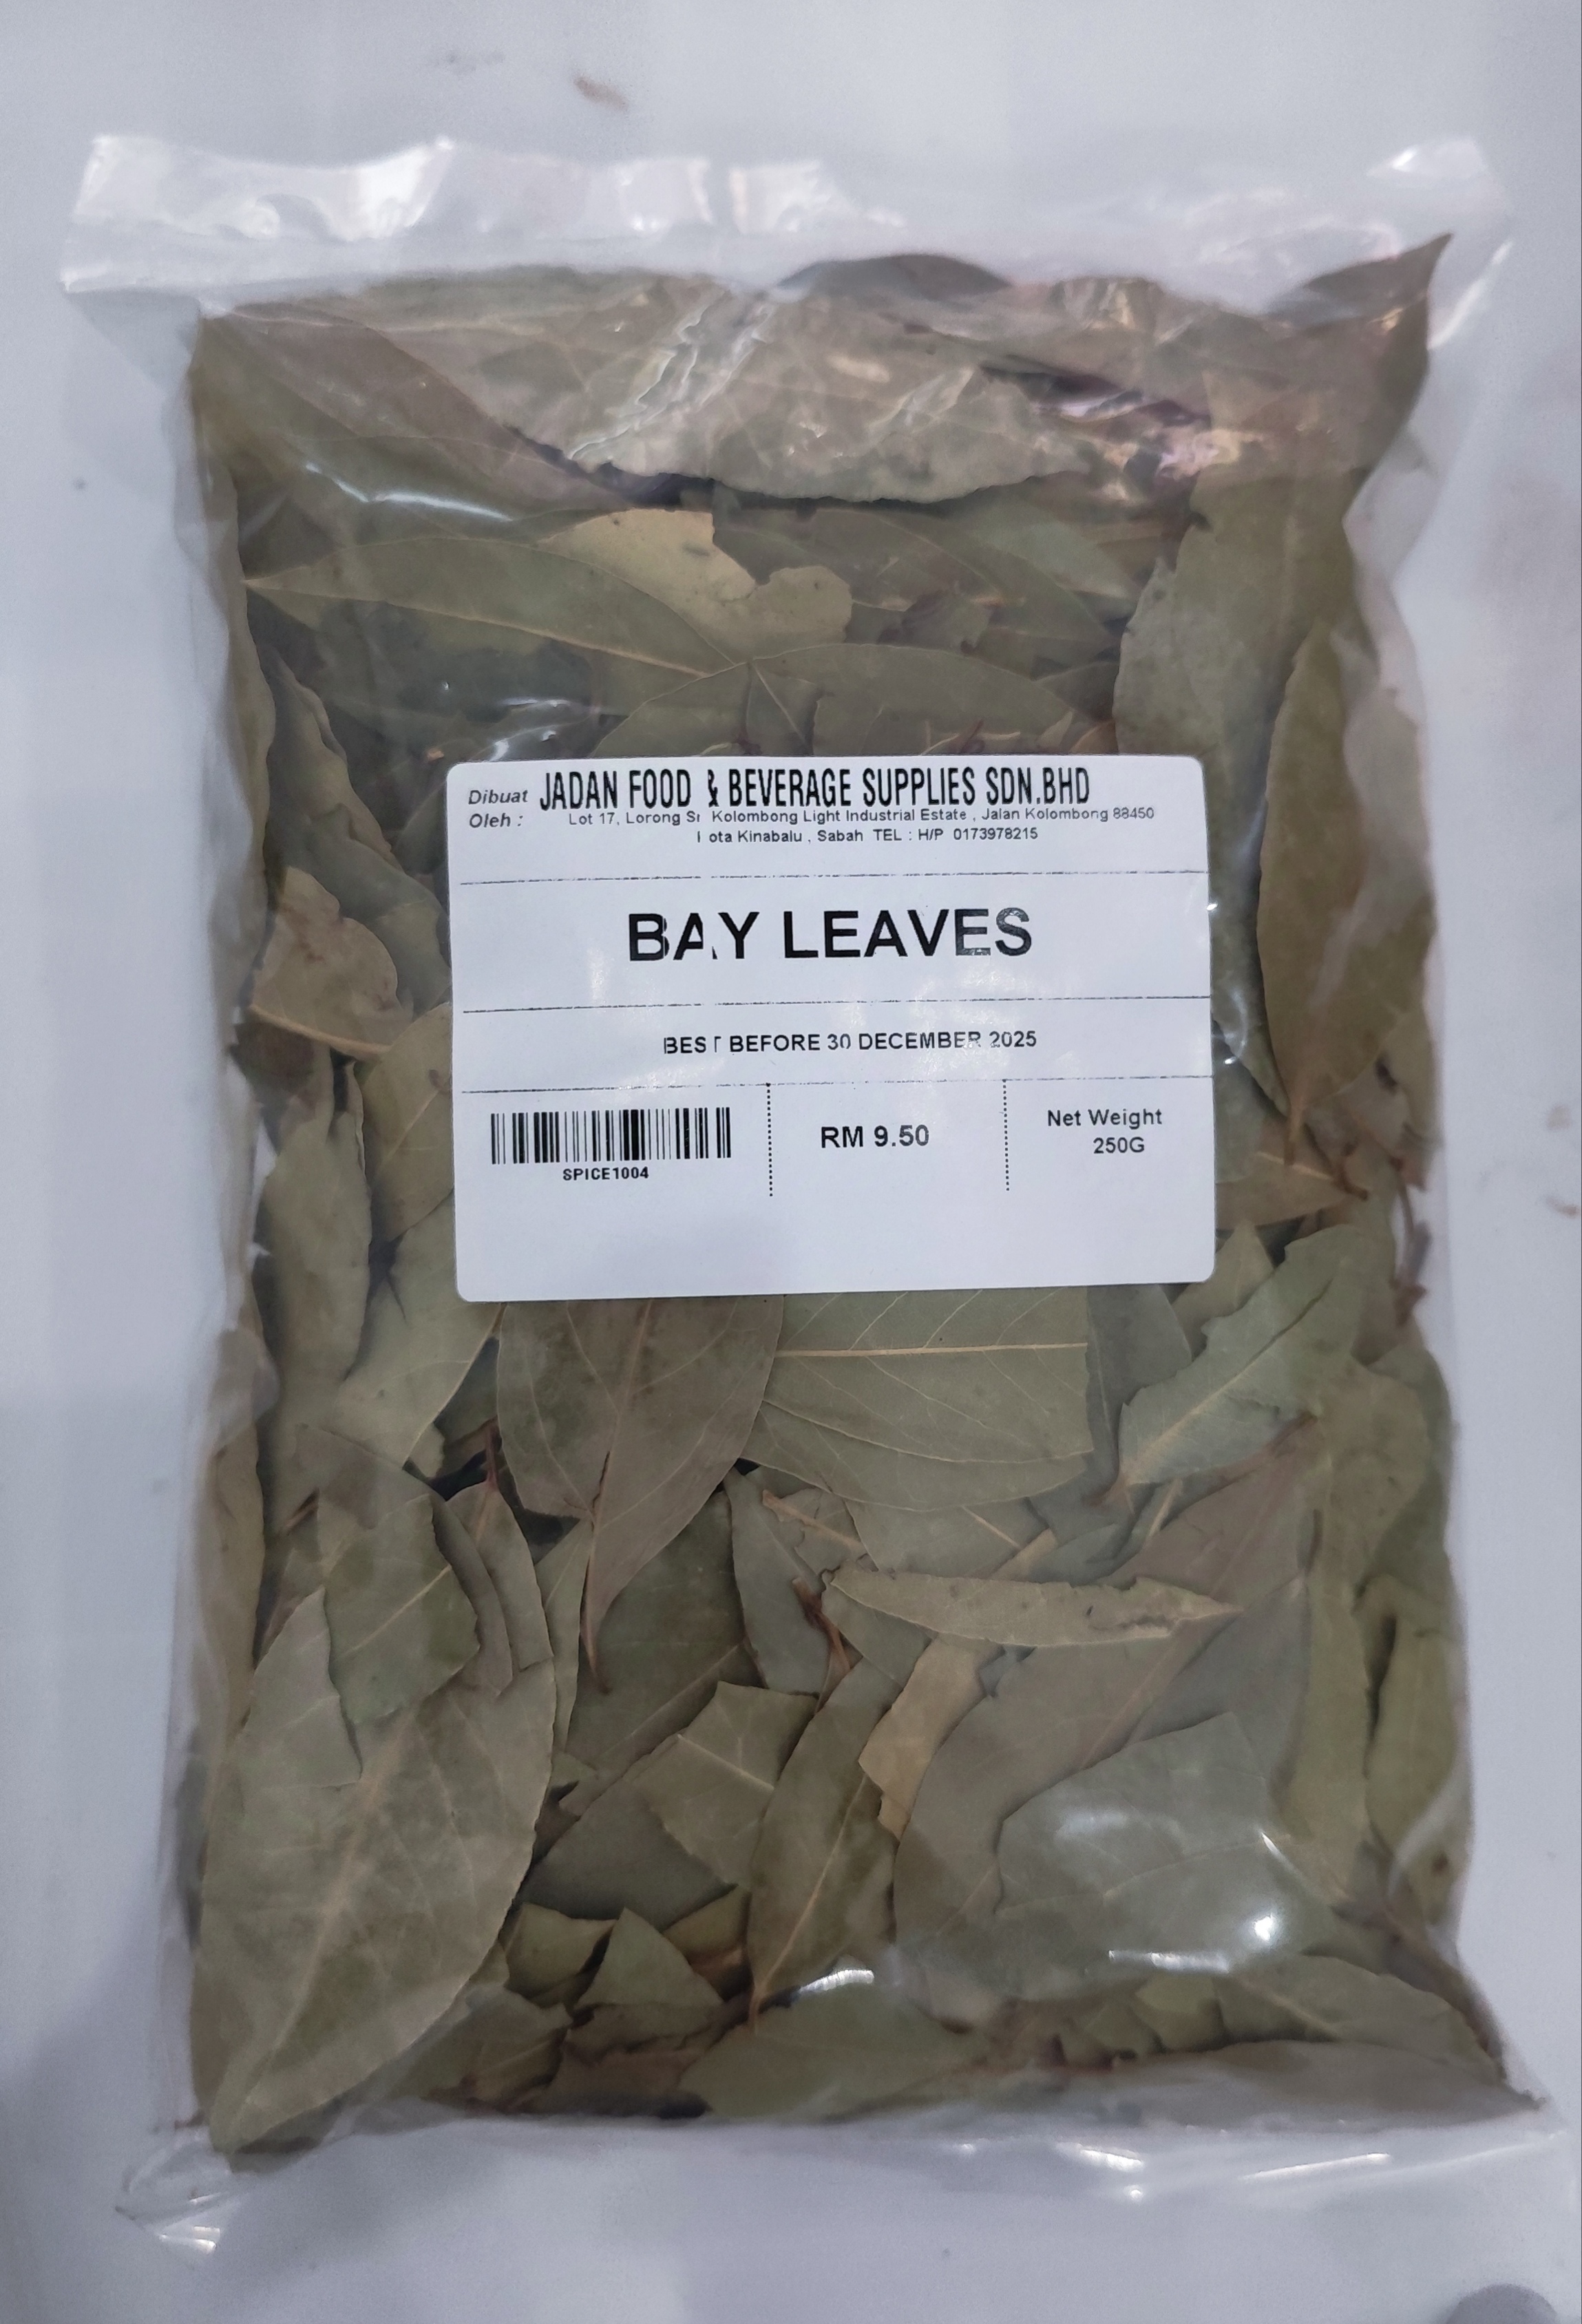 Dibuat Oleh :
JADAN FOOD & BEVERAGE SUPPLIES SDN.BHD
Lot 17, Lorong Kolombong Light Industrial Estate , Jalan Kolombong 88450
Kinabalu , Sabah TEL : H/P 0173978215
BAY LEAVES
BEST BEFORE 30 DECEMBER 2025
SPICE1004
RM 9.50
Net Weight
250G